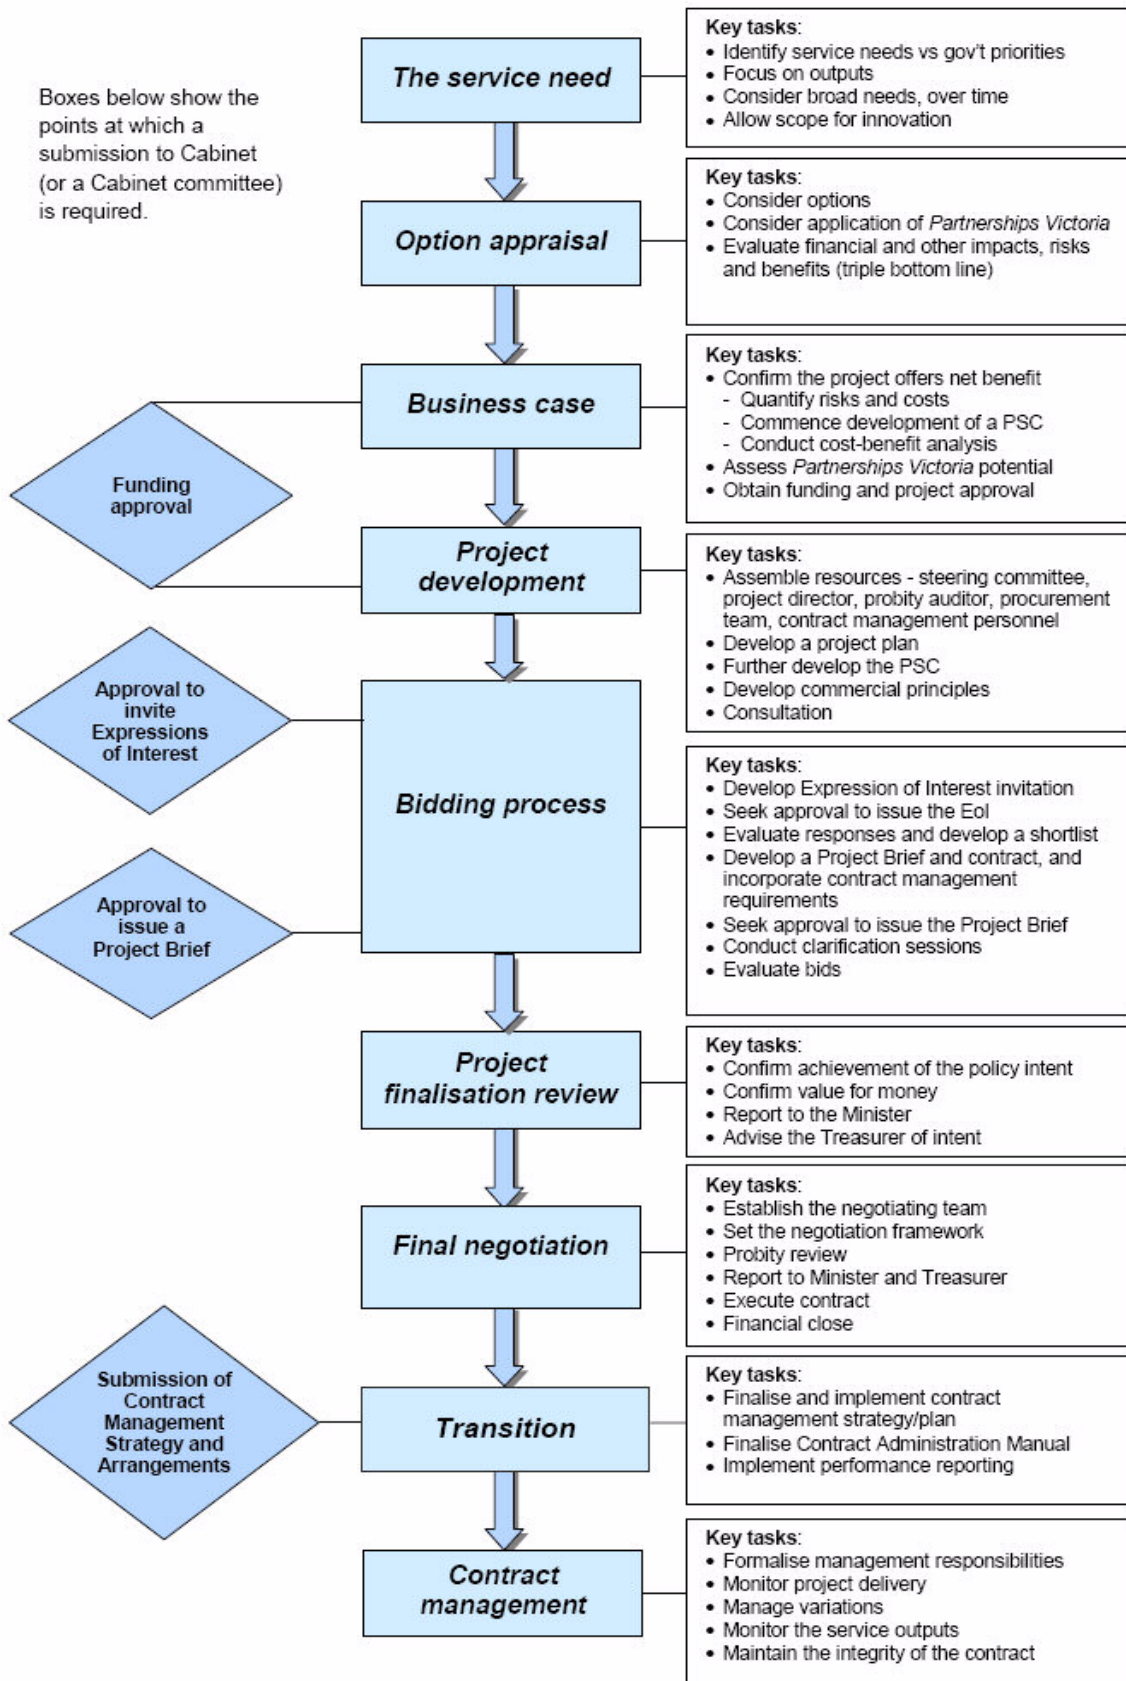 Boxes below show the
points at which a
submission to Cabinet
(or a Cabinet committee)
is required.
The service need
Key tasks:
• Identify service needs vs gov't priorities
• Focus on outputs
• Consider broad needs, over time
• Allow scope for innovation
Option appraisal
Key tasks:
• Consider options
• Consider application of Partnerships Victoria
• Evaluate financial and other impacts, risks
and benefits (triple bottom line)
Business case
Key tasks:
• Confirm the project offers net benefit
- Quantify risks and costs
- Commence development of a PSC
- Conduct cost-benefit analysis
• Assess Partnerships Victoria potential
• Obtain funding and project approval
Funding
approval
Project
development
Key tasks:
• Assemble resources - steering committee,
project director, probity auditor, procurement
team, contract management personnel
• Develop a project plan
• Further develop the PSC
• Develop commercial principles
• Consultation
Approval to
invite
Expressions
of Interest
Bidding process
Key tasks:
• Develop Expression of Interest invitation
• Seek approval to issue the EoI
• Evaluate responses and develop a shortlist
• Develop a Project Brief and contract, and
incorporate contract management
requirements
• Seek approval to issue the Project Brief
• Conduct clarification sessions
• Evaluate bids
Approval to
issue a
Project Brief
Project
finalisation review
Key tasks:
• Confirm achievement of the policy intent
• Confirm value for money
• Report to the Minister
• Advise the Treasurer of intent
Final negotiation
Key tasks:
• Establish the negotiating team
• Set the negotiation framework
• Probity review
• Report to Minister and Treasurer
• Execute contract
• Financial close
Submission of
Contract
Management
Strategy and
Arrangements
Transition
Key tasks:
• Finalise and implement contract
management strategy/plan
• Finalise Contract Administration Manual
• Implement performance reporting
Contract
management
Key tasks:
• Formalise management responsibilities
• Monitor project delivery
• Manage variations
• Monitor the service outputs
• Maintain the integrity of the contract